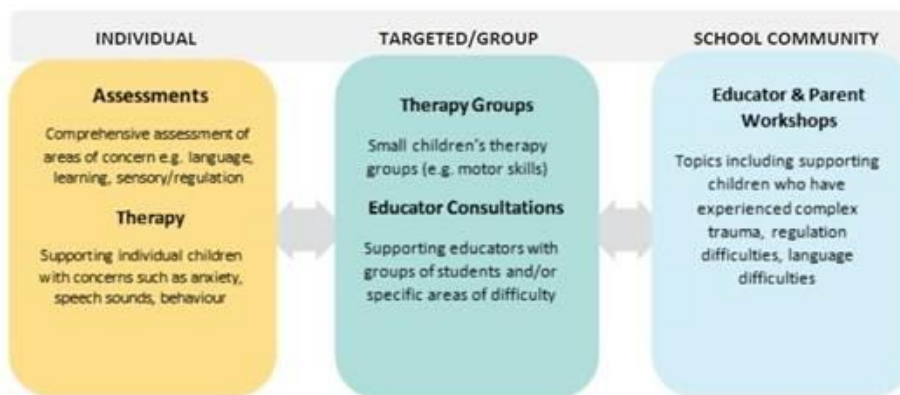 INDIVIDUAL
TARGETED/GROUP
SCHOOL COMMUNITY
Assessments
Comprehensive assessment of
areas of concern e.g. language,
learning, sensory/regulation
Therapy
Supporting individual children
with concerns such as anxiety,
speech sounds, behaviour
Therapy Groups
Small children's therapy
groups (e.g. motor skills)
Educator Consultations
Supporting educators with
groups of students and/or
specific areas of difficulty
Educator & Parent
Workshops
Topics including supporting
children who have
experienced complex
trauma, regulation
difficulties, language
difficulties